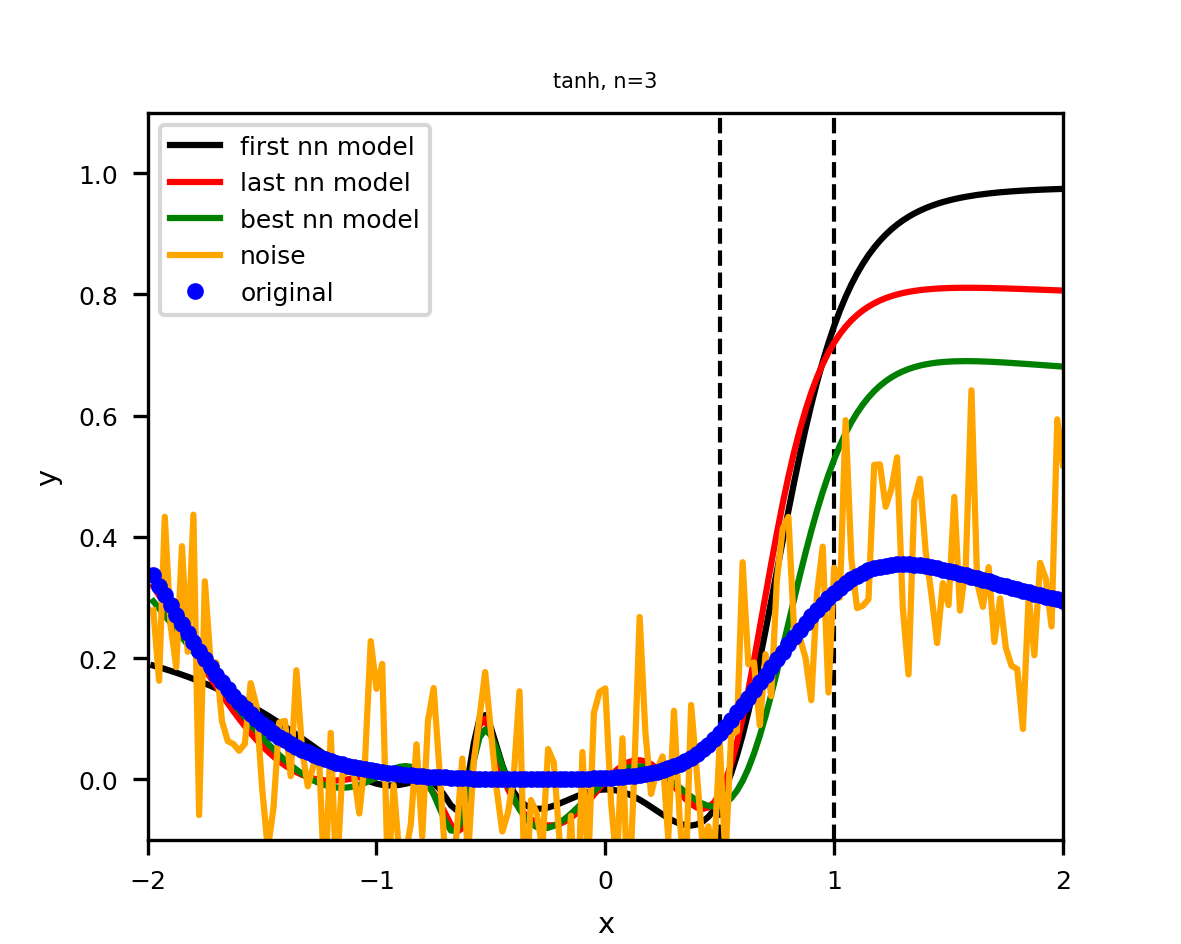 tanh, n=3
first nn model
last nn model
best nn model
noise
original
1.0
0.8
0.6
0.4
0.2
0.0
y
−2 −1 0 1 2
x